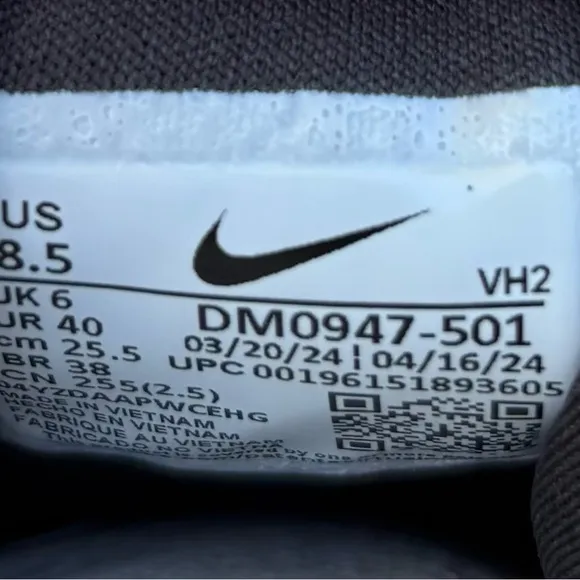 US
8.5
VH2
UK 6
DM0947-501
UR 40
03/20/24 | 04/16/24
cm 25.5
UPC 00196151893605
BR 38
CN 255(2.5)
MADE IN VIETNAM
FABRIQUE AU VIETNAM